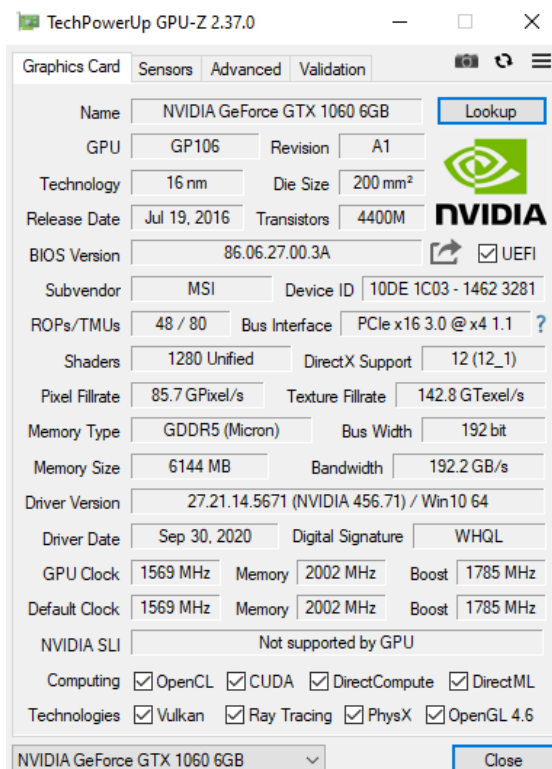 TechPowerUp GPU-Z 2.37.0
Graphics Card Sensors Advanced Validation
Name NVIDIA GeForce GTX 1060 6GB Lookup
GPU GP106 Revision A1
Technology 16 nm Die Size 200 mm²
Release Date Jul 19, 2016 Transistors 4400M
NVIDIA
BIOS Version 86.06.27.00.3A UEFI
Subvendor MSI Device ID 10DE 1C03 - 1462 3281
ROPs/TMUs 48 / 80 Bus Interface PCIe x16 3.0 @ x4 1.1 ?
Shaders 1280 Unified DirectX Support 12 (12_1)
Pixel Fillrate 85.7 GPixel/s Texture Fillrate 142.8 GTexel/s
Memory Type GDDR5 (Micron) Bus Width 192 bit
Memory Size 6144 MB Bandwidth 192.2 GB/s
Driver Version 27.21.14.5671 (NVIDIA 456.71) / Win10 64
Driver Date Sep 30, 2020 Digital Signature WHQL
GPU Clock 1569 MHz Memory 2002 MHz Boost 1785 MHz
Default Clock 1569 MHz Memory 2002 MHz Boost 1785 MHz
NVIDIA SLI Not supported by GPU
Computing OpenCL CUDA DirectCompute DirectML
Technologies Vulkan Ray Tracing PhysX OpenGL 4.6
NVIDIA GeForce GTX 1060 6GB Close